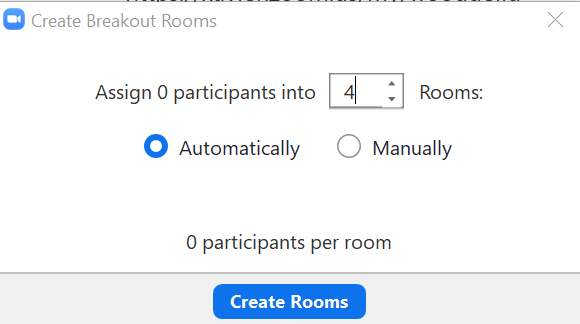 Create Breakout Rooms
Assign 0 participants into 4 Rooms:
Automatically Manually
0 participants per room
Create Rooms